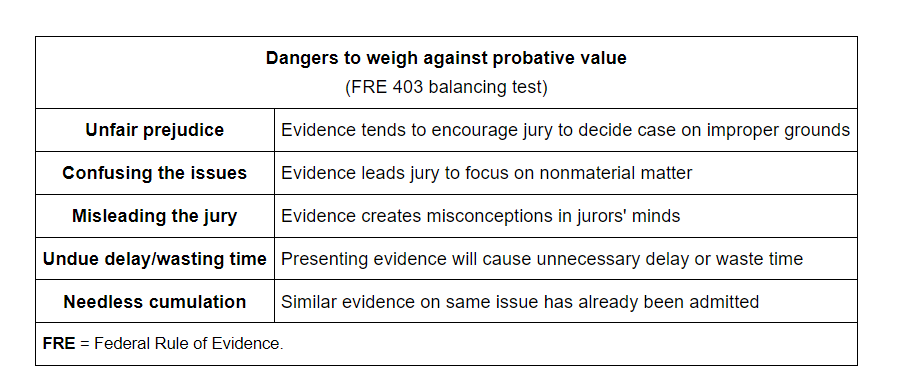 Dangers to weigh against probative value
(FRE 403 balancing test)
Unfair prejudice Evidence tends to encourage jury to decide case on improper grounds
Confusing the issues Evidence leads jury to focus on nonmaterial matter
Misleading the jury Evidence creates misconceptions in jurors' minds
Undue delay/wasting time Presenting evidence will cause unnecessary delay or waste time
Needless cumulation Similar evidence on same issue has already been admitted
FRE = Federal Rule of Evidence.